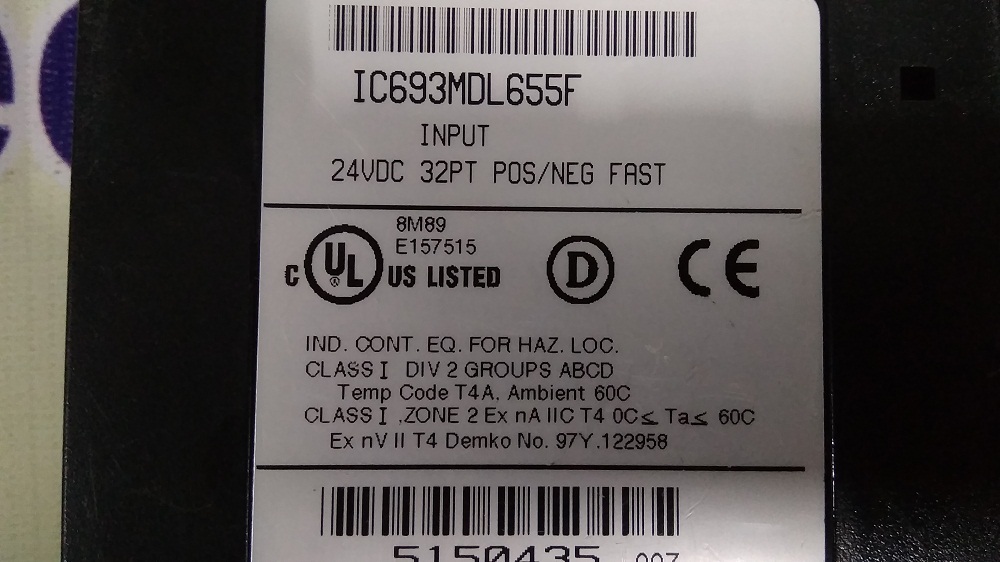 IC693MDL655F
INPUT
24VDC 32PT POS/NEG FAST
8M89
E157515
C UL ® US LISTED
D
CE
IND. CONT. EQ. FOR HAZ. LOC.
CLASS I DIV 2 GROUPS ABCD
Temp Code T4A. Ambient 60C
CLASS I ,ZONE 2 Ex nA IIC T4 0C≤ Ta≤ 60C
Ex nV II T4 Demko No. 97Y.122958
5150435